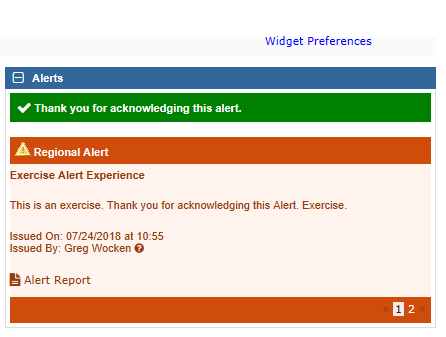 Widget Preferences
Alerts
Thank you for acknowledging this alert.
Regional Alert
Exercise Alert Experience
This is an exercise. Thank you for acknowledging this Alert. Exercise.
Issued On: 07/24/2018 at 10:55
Issued By: Greg Wocken
Alert Report
« 1 2 »